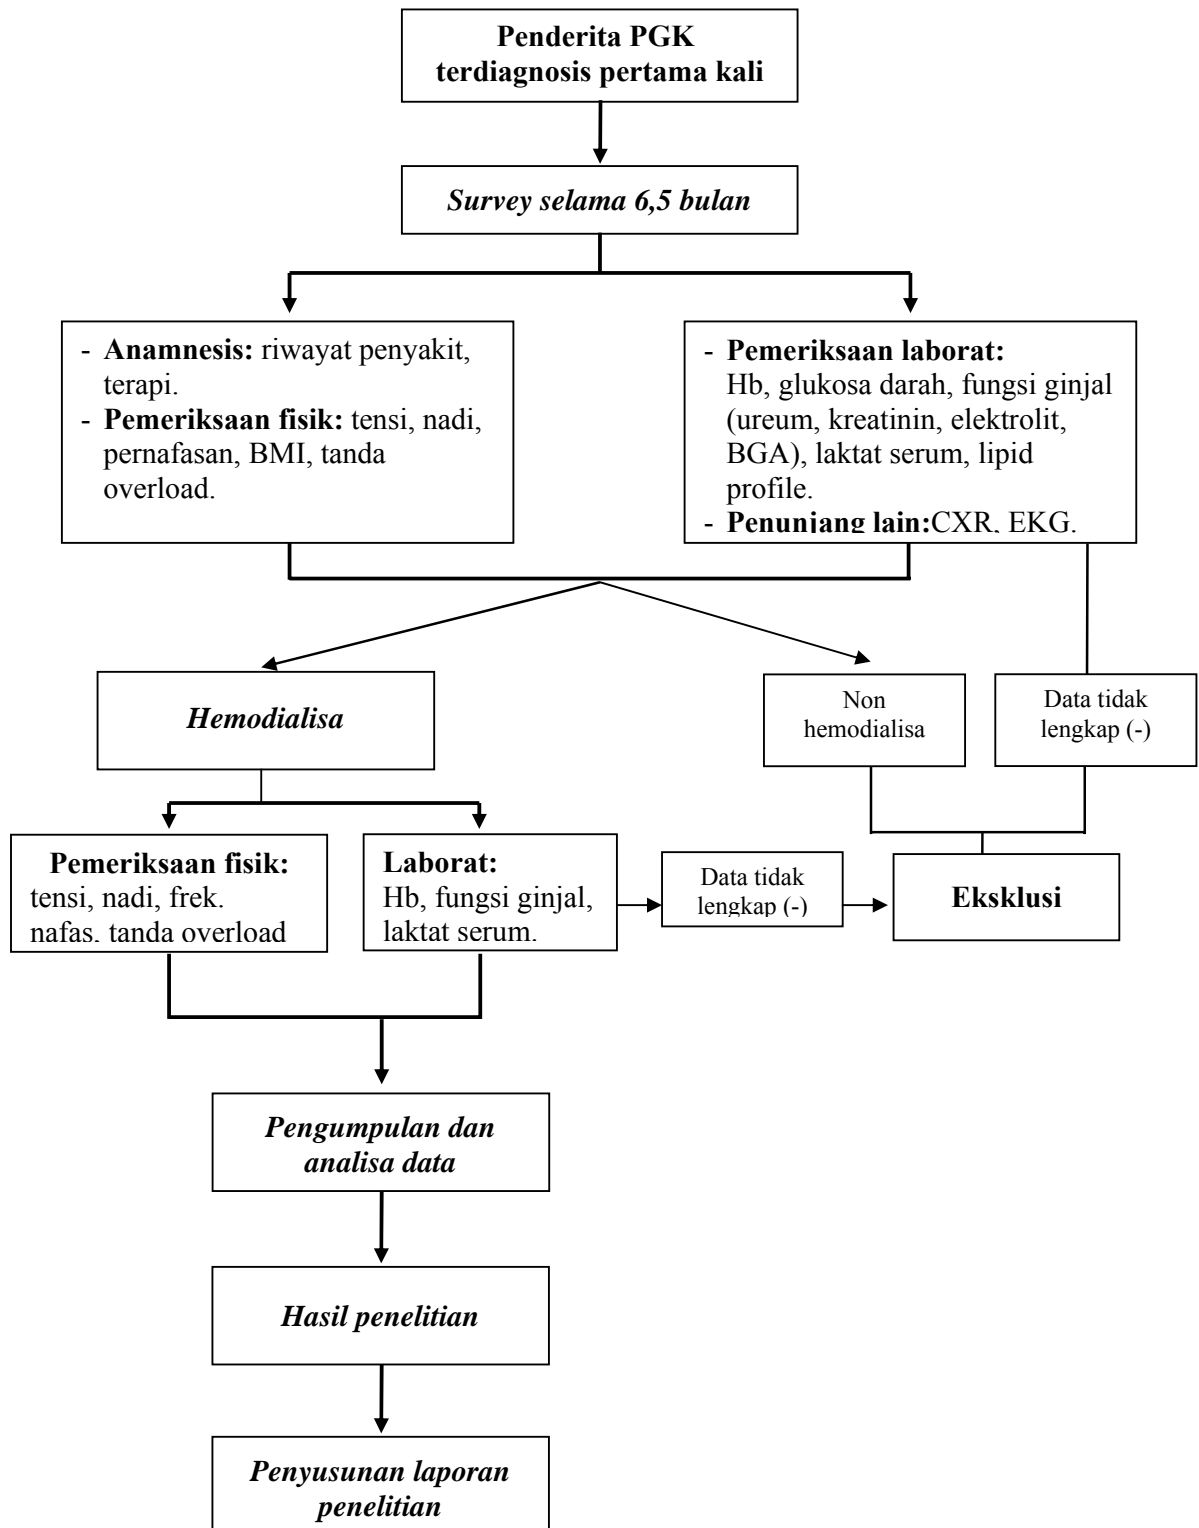 Penderita PGK
terdiagnosis pertama kali
Survey selama 6,5 bulan
- Anamnesis: riwayat penyakit,
terapi.
- Pemeriksaan fisik: tensi, nadi,
pernafasan, BMI, tanda
overload.
- Pemeriksaan laborat:
Hb, glukosa darah, fungsi ginjal
(ureum, kreatinin, elektrolit,
BGA), laktat serum, lipid
profile.
- Penunjang lain:CXR, EKG.
Hemodialisa
Non
hemodialisa
Data tidak
lengkap (-)
Pemeriksaan fisik:
tensi, nadi, frek.
nafas, tanda overload
Laborat:
Hb, fungsi ginjal,
laktat serum.
Data tidak
lengkap (-)
Eksklusi
Pengumpulan dan
analisa data
Hasil penelitian
Penyusunan laporan
penelitian